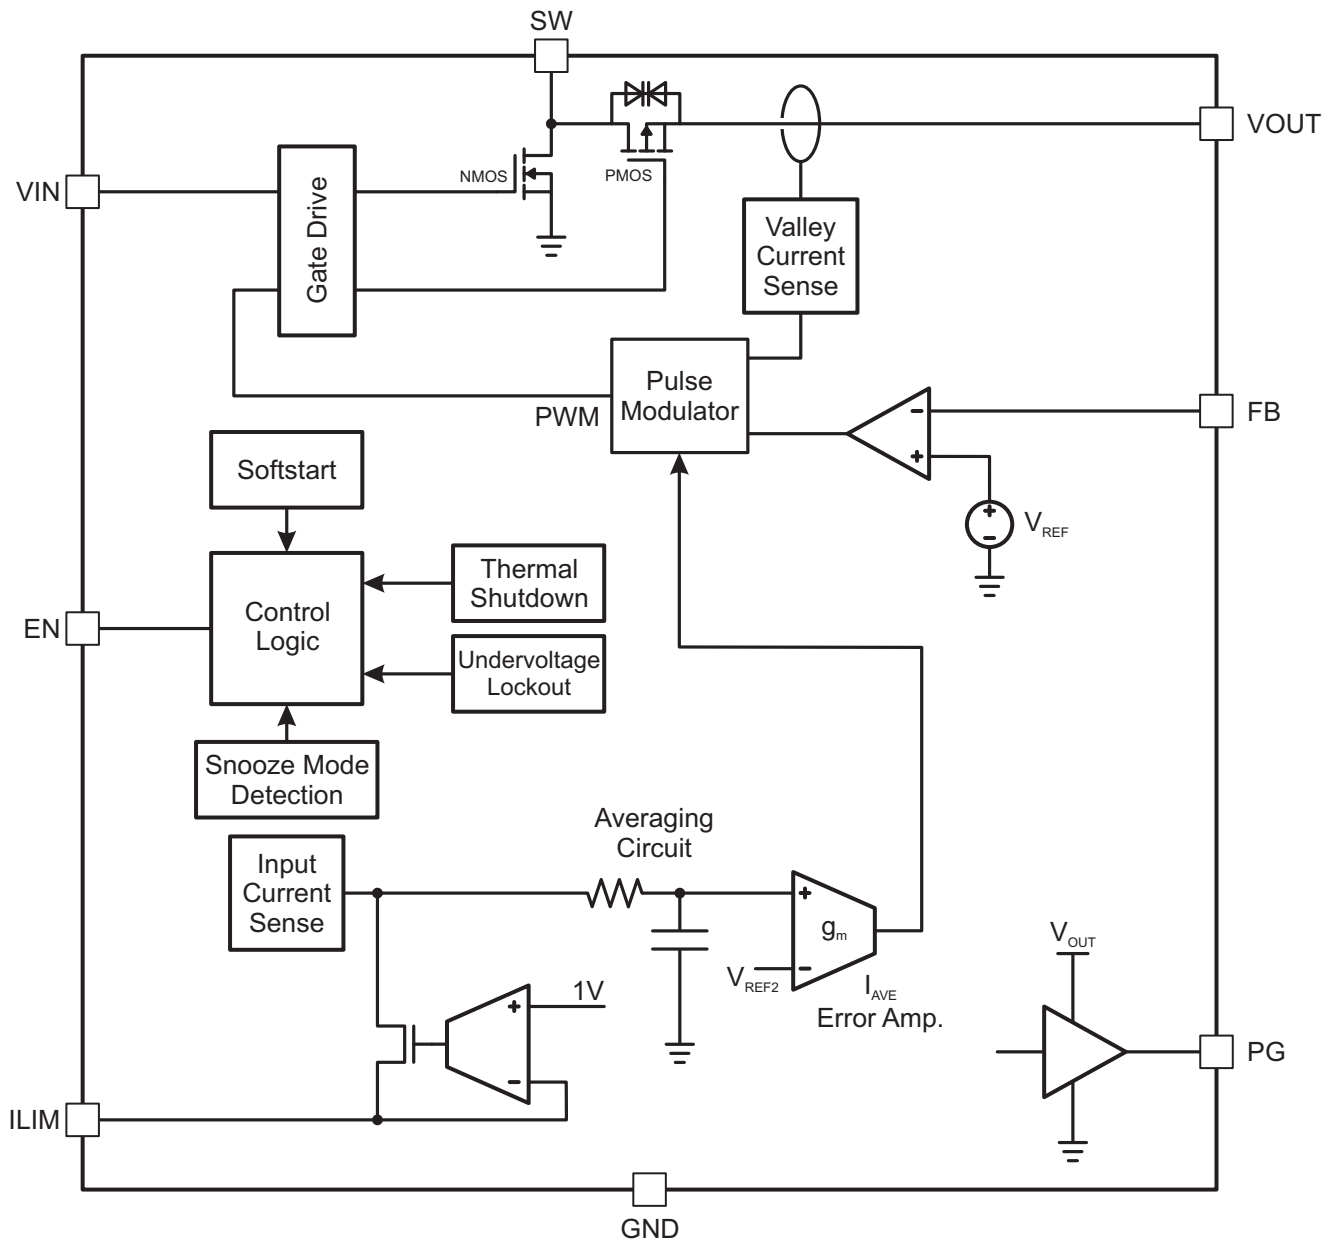 SW
VOUT
VIN
NMOS
PMOS
Gate Drive
Valley
Current
Sense
Pulse
Modulator
PWM
FB
-
+
Softstart
+
-
VREF
Thermal
Shutdown
Control
Logic
EN
Undervoltage
Lockout
Snooze Mode
Detection
Averaging
Circuit
Input
Current
Sense
+
gm
-
VREF2
VOUT
IAVE
Error Amp.
1V
+
-
PG
ILIM
GND